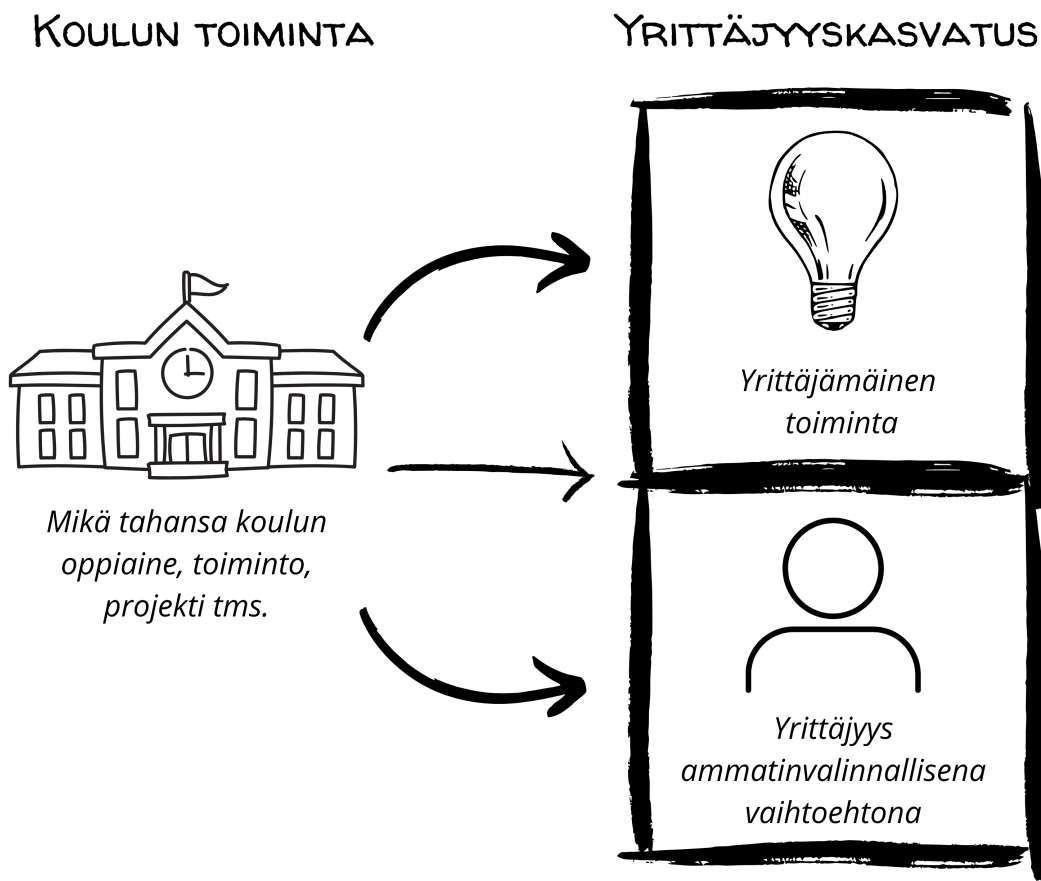 Koulun toiminta
Yrittäjyyskasvatus
Yrittäjämäinen
toiminta
Mikä tahansa koulun
oppiaine, toiminto,
projekti tms.
Yrittäjyys
ammatinvalinnallisena
vaihtoehtona